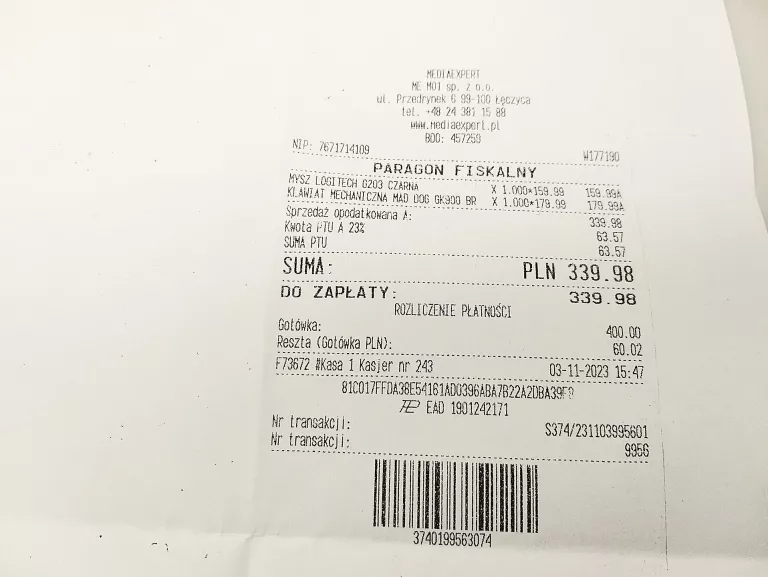 MEDIAEXPERT
ME M01 sp. z o.o.
ul. Przedrynek 6 99-100 Łęczyca
tel. +48 24 381 15 88
www.mediaexpert.pl
BDO: 457259
NIP: 7671714109 W177190
PARAGON FISKALNY
MYSZ LOGITECH G203 CZARNA X 1.000*159.99 159.99A
KLAWIAT MECHANICZNA MAD DOG GK900 BR X 1.000*179.99 179.99A
Sprzedaż opodatkowana A: 339.98
Kwota PTU A 23% 63.57
SUMA PTU 63.57
SUMA: PLN 339.98
DO ZAPŁATY: 339.98
ROZLICZENIE PŁATNOŚCI
Gotówka: 400.00
Reszta (Gotówka PLN): 60.02
F73672 #Kasa 1 Kasjer nr 243 03-11-2023 15:47
EAD 1901242171
Nr transakcji: S374/231103995601
Nr transakcji: 9956
3740199563074